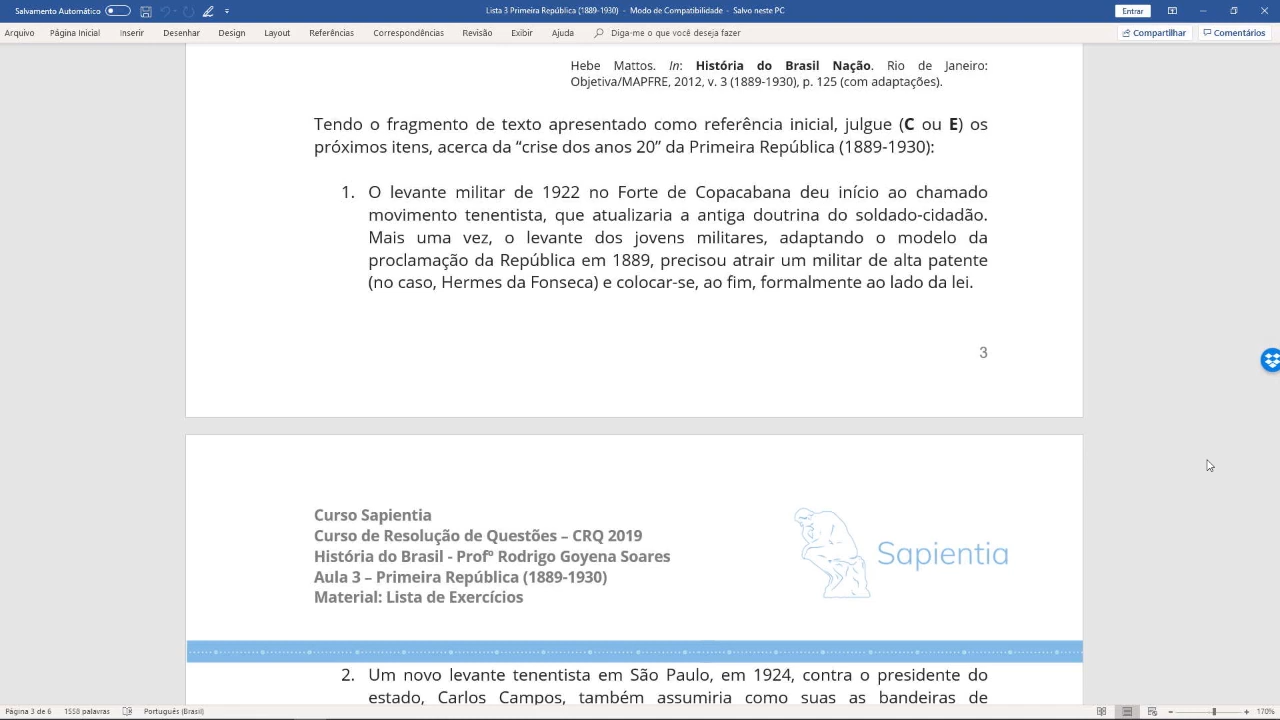 Salvamento Automático
Lista 3 Primeira República (1889-1930) - Modo de Compatibilidade - Salvo neste PC
Entrar
Arquivo Página Inicial Inserir Desenhar Design Layout Referências Correspondências Revisão Exibir Ajuda Diga-me o que você deseja fazer Compartilhar Comentários
Hebe Mattos. In: História do Brasil Nação. Rio de Janeiro:
Objetiva/MAPFRE, 2012, v. 3 (1889-1930), p. 125 (com adaptações).
Tendo o fragmento de texto apresentado como referência inicial, julgue (C ou E) os
próximos itens, acerca da “crise dos anos 20” da Primeira República (1889-1930):
1. O levante militar de 1922 no Forte de Copacabana deu início ao chamado
movimento tenentista, que atualizaria a antiga doutrina do soldado-cidadão.
Mais uma vez, o levante dos jovens militares, adaptando o modelo da
proclamação da República em 1889, precisou atrair um militar de alta patente
(no caso, Hermes da Fonseca) e colocar-se, ao fim, formalmente ao lado da lei.
3
Curso Sapientia
Curso de Resolução de Questões – CRQ 2019
História do Brasil - Profº Rodrigo Goyena Soares
Aula 3 – Primeira República (1889-1930)
Material: Lista de Exercícios
Sapientia
2. Um novo levante tenentista em São Paulo, em 1924, contra o presidente do
estado, Carlos Campos, também assumiria como suas as bandeiras de
Página 3 de 6 1558 palavras Português (Brasil) 170%